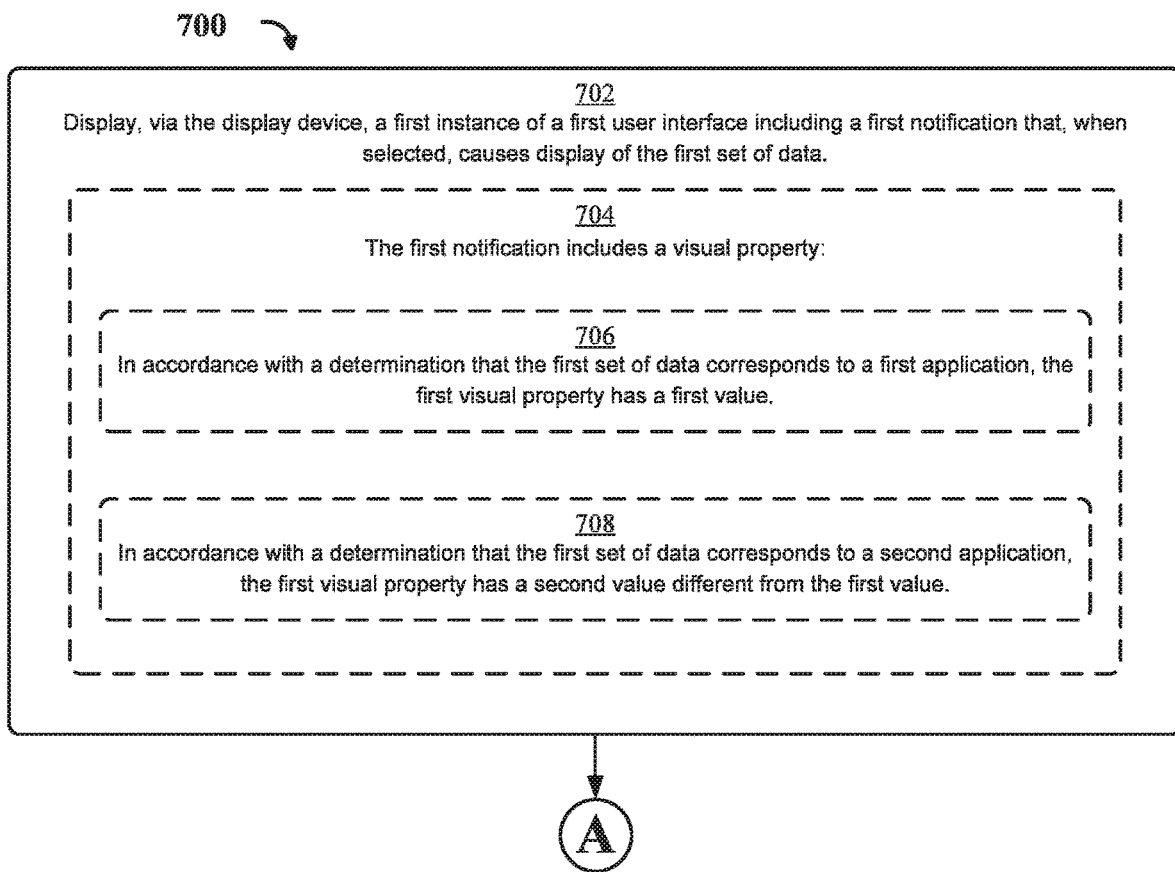 700
702
Display, via the display device, a first instance of a first user interface including a first notification that, when
selected, causes display of the first set of data.
704
The first notification includes a visual property:
706
In accordance with a determination that the first set of data corresponds to a first application, the
first visual property has a first value.
708
In accordance with a determination that the first set of data corresponds to a second application,
the first visual property has a second value different from the first value.
A